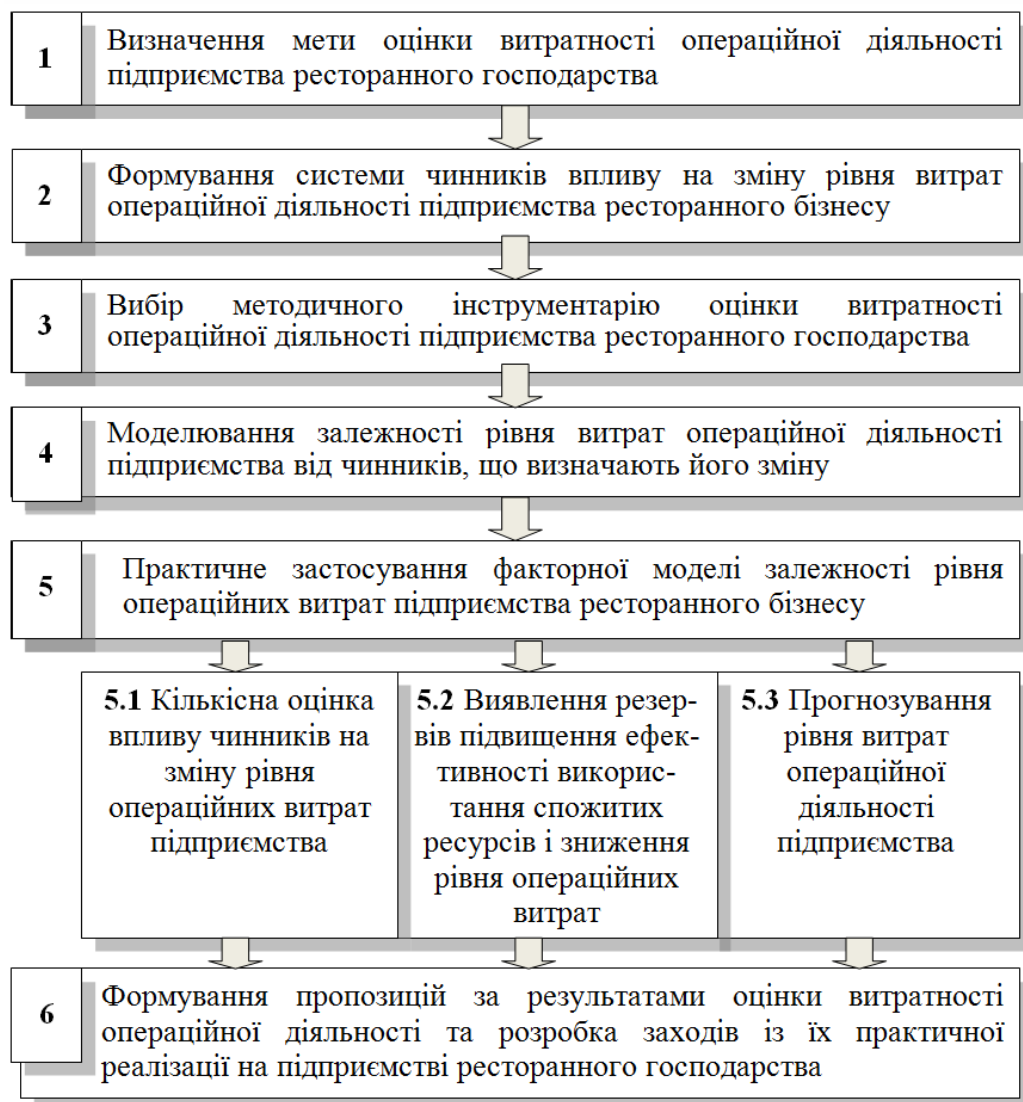 1
Визначення мети оцінки витратності операційної діяльності
підприємства ресторанного господарства
2
Формування системи чинників впливу на зміну рівня витрат
операційної діяльності підприємства ресторанного бізнесу
3
Вибір методичного інструментарію оцінки витратності
операційної діяльності підприємства ресторанного господарства
4
Моделювання залежності рівня витрат операційної діяльності
підприємства від чинників, що визначають його зміну
5
Практичне застосування факторної моделі залежності рівня
операційних витрат підприємства ресторанного бізнесу
5.1 Кількісна оцінка
впливу чинників на
зміну рівня
операційних витрат
підприємства
5.2 Виявлення резер-
вів підвищення ефек-
тивності викорис-
тання спожитих
ресурсів і зниження
рівня операційних
витрат
5.3 Прогнозування
рівня витрат
операційної
діяльності
підприємства
6
Формування пропозицій за результатами оцінки витратності
операційної діяльності та розробка заходів із їх практичної
реалізації на підприємстві ресторанного господарства